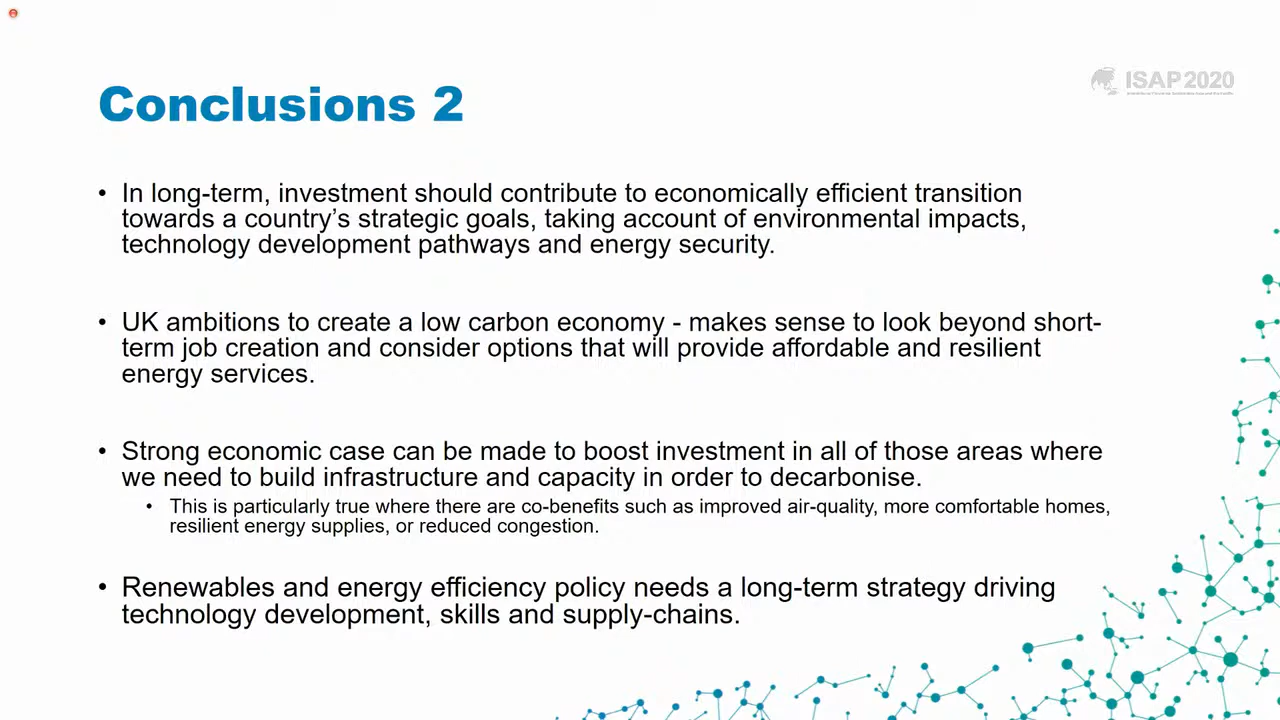 ISAP 2020
Conclusions 2
• In long-term, investment should contribute to economically efficient transition
towards a country’s strategic goals, taking account of environmental impacts,
technology development pathways and energy security.
• UK ambitions to create a low carbon economy - makes sense to look beyond short-
term job creation and consider options that will provide affordable and resilient
energy services.
• Strong economic case can be made to boost investment in all of those areas where
we need to build infrastructure and capacity in order to decarbonise.
• This is particularly true where there are co-benefits such as improved air-quality, more comfortable homes,
resilient energy supplies, or reduced congestion.
• Renewables and energy efficiency policy needs a long-term strategy driving
technology development, skills and supply-chains.